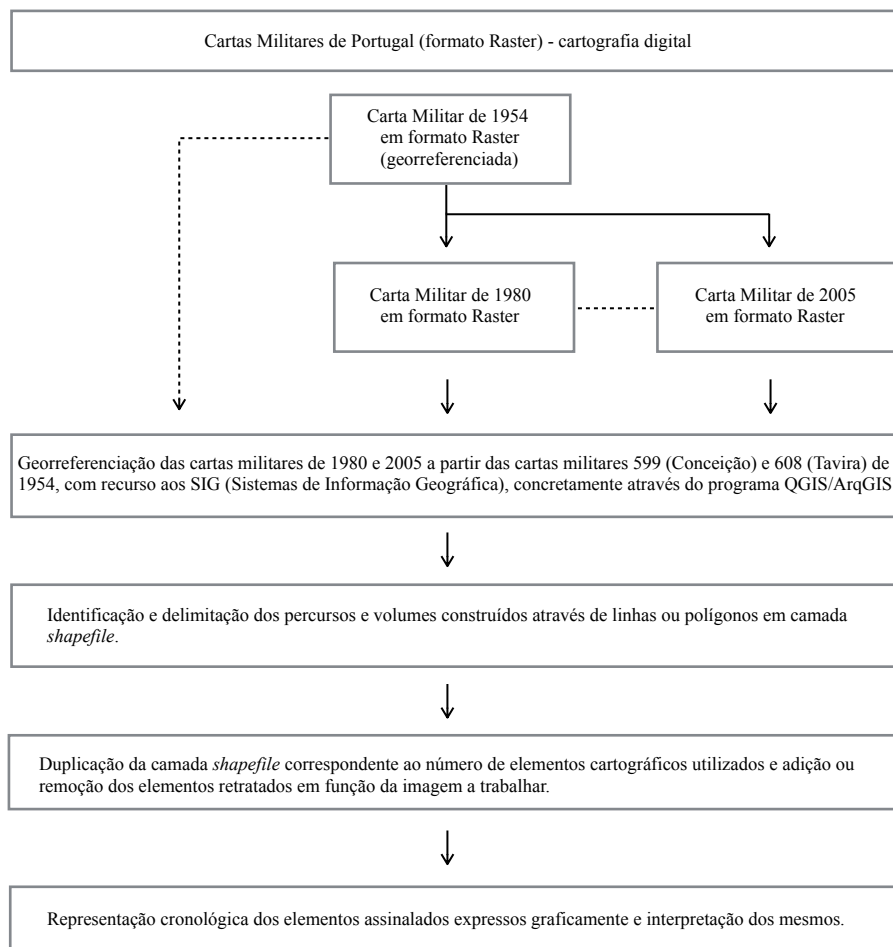 Cartas Militares de Portugal (formato Raster) - cartografia digital
Carta Militar de 1954
em formato Raster
(georreferenciada)
Carta Militar de 1980
em formato Raster
Carta Militar de 2005
em formato Raster
Georreferenciação das cartas militares de 1980 e 2005 a partir das cartas militares 599 (Conceição) e 608 (Tavira) de
1954, com recurso aos SIG (Sistemas de Informação Geográfica), concretamente através do programa QGIS/ArqGIS
Identificação e delimitação dos percursos e volumes construídos através de linhas ou polígonos em camada
shapefile.
Duplicação da camada shapefile correspondente ao número de elementos cartográficos utilizados e adição ou
remoção dos elementos retratados em função da imagem a trabalhar.
Representação cronológica dos elementos assinalados expressos graficamente e interpretação dos mesmos.